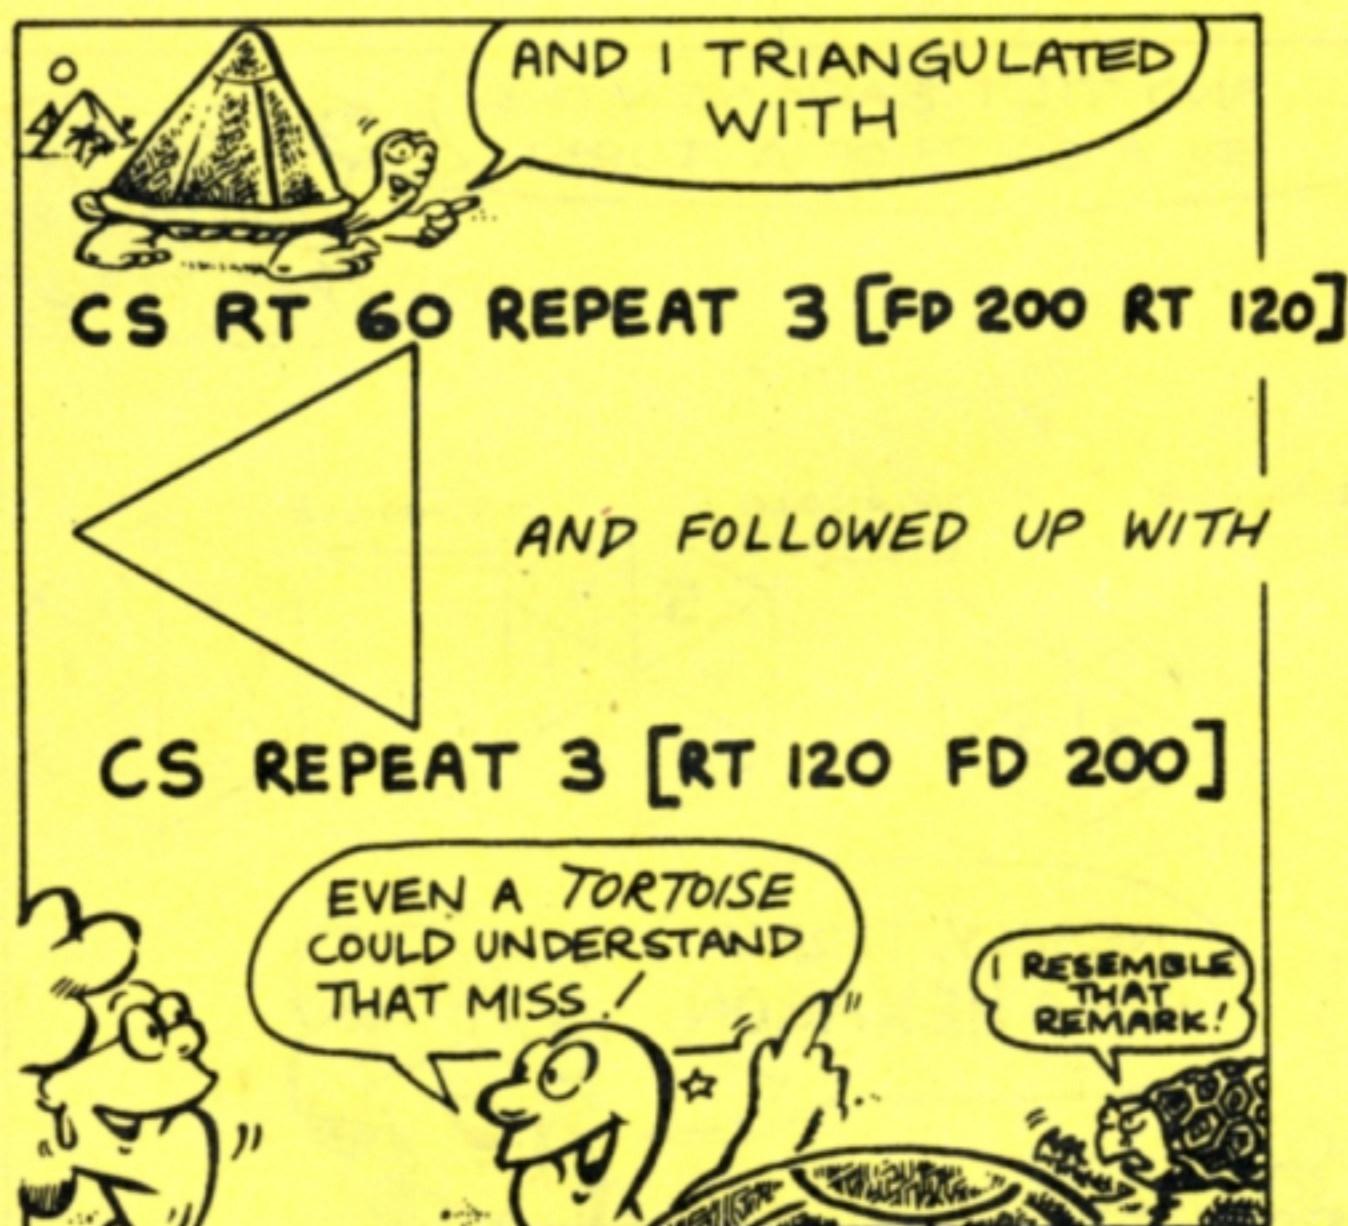 AND I TRIANGULATED
WITH
CS RT 60 REPEAT 3 [FD 200 RT 120]
AND FOLLOWED UP WITH
CS REPEAT 3 [RT 120 FD 200]
EVEN A TORTOISE
COULD UNDERSTAND
THAT MISS!
I RESEMBLE
THAT
REMARK!